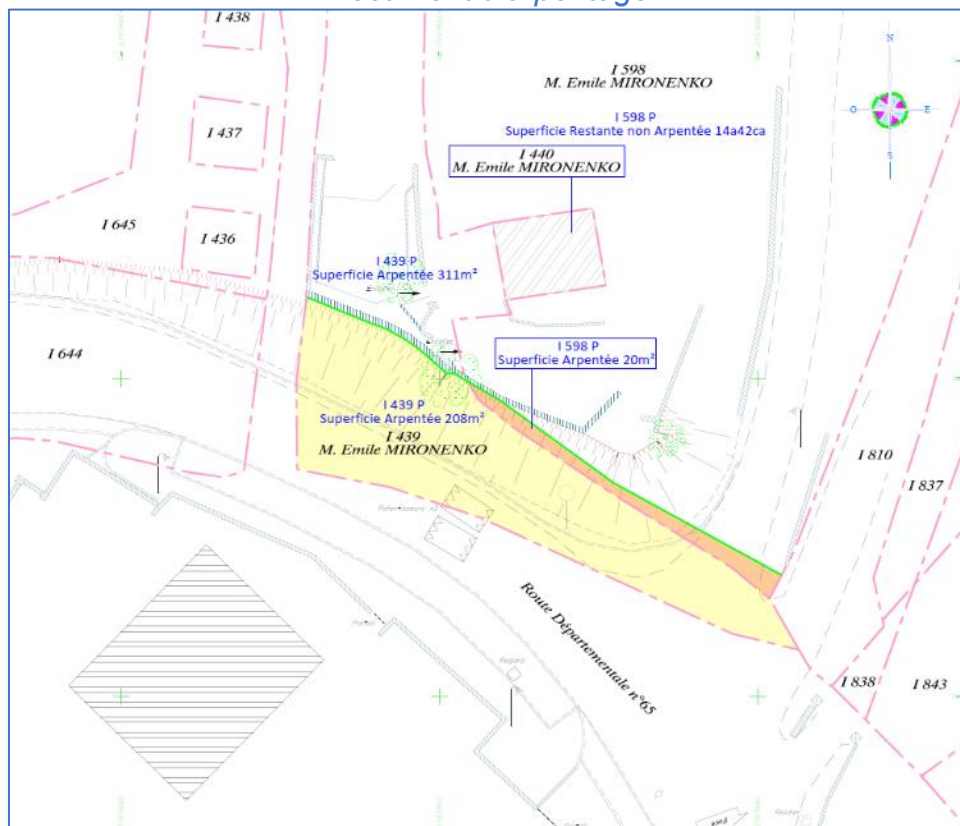 I 438
I 598
M. Emile MIRONENKO
N
O
E
S
I 598 P
Superficie Restante non Arpentée 14a42ca
I 437
I 440
M. Emile MIRONENKO
I 645
I 436
I 439 P
Superficie Arpentée 311m²
I 644
I 598 P
Superficie Arpentée 20m²
I 439 P
Superficie Arpentée 208m²
I 439
M. Emile MIRONENKO
I 810
I 837
Route Départementale n°65
Portail
Regard
I 838
I 843